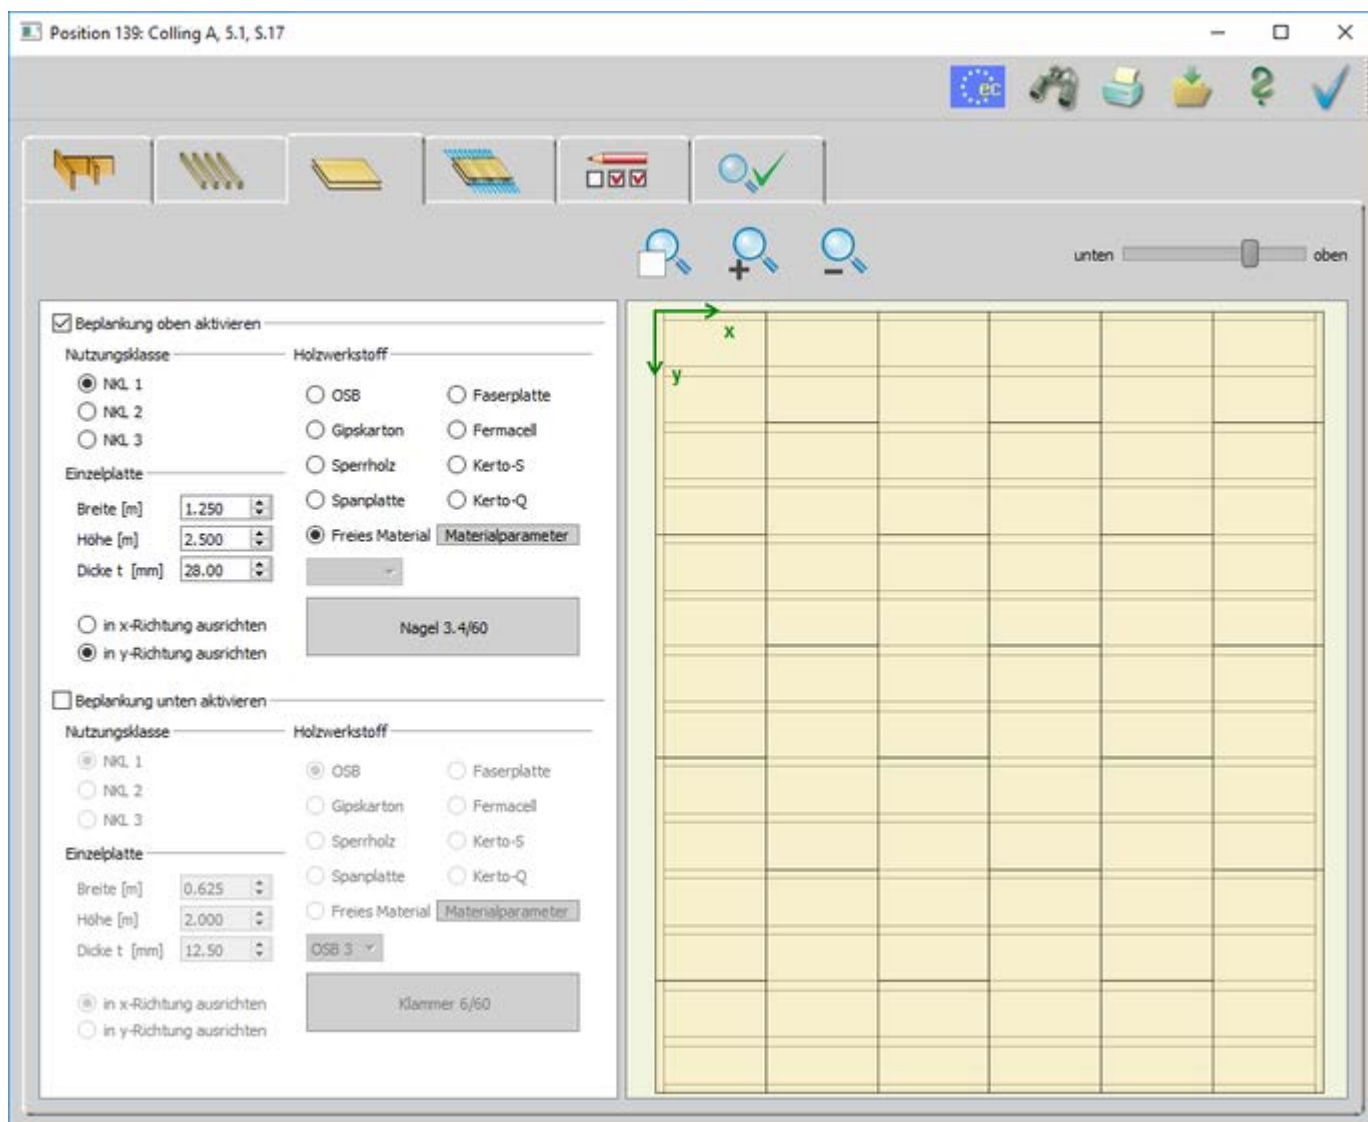 Position 139: Colling A, 5.1, S.17
ec
unten
oben
Beplankung oben aktivieren
Nutzungsklasse
NKL 1
NKL 2
NKL 3
Einzelplatte
Breite [m] 1.250
Höhe [m] 2.500
Dicke t [mm] 28.00
in x-Richtung ausrichten
in y-Richtung ausrichten
Holzwerkstoff
OSB Faserplatte
Gipskarton Fermacell
Sperrholz Kerto-S
Spanplatte Kerto-Q
Freies Material Materialparameter
Nagel 3.4/60
Beplankung unten aktivieren
Nutzungsklasse
NKL 1
NKL 2
NKL 3
Einzelplatte
Breite [m] 0.625
Höhe [m] 2.000
Dicke t [mm] 12.50
in x-Richtung ausrichten
in y-Richtung ausrichten
Holzwerkstoff
OSB Faserplatte
Gipskarton Fermacell
Sperrholz Kerto-S
Spanplatte Kerto-Q
Freies Material Materialparameter
OSB 3
Klammer 6/60
x
y